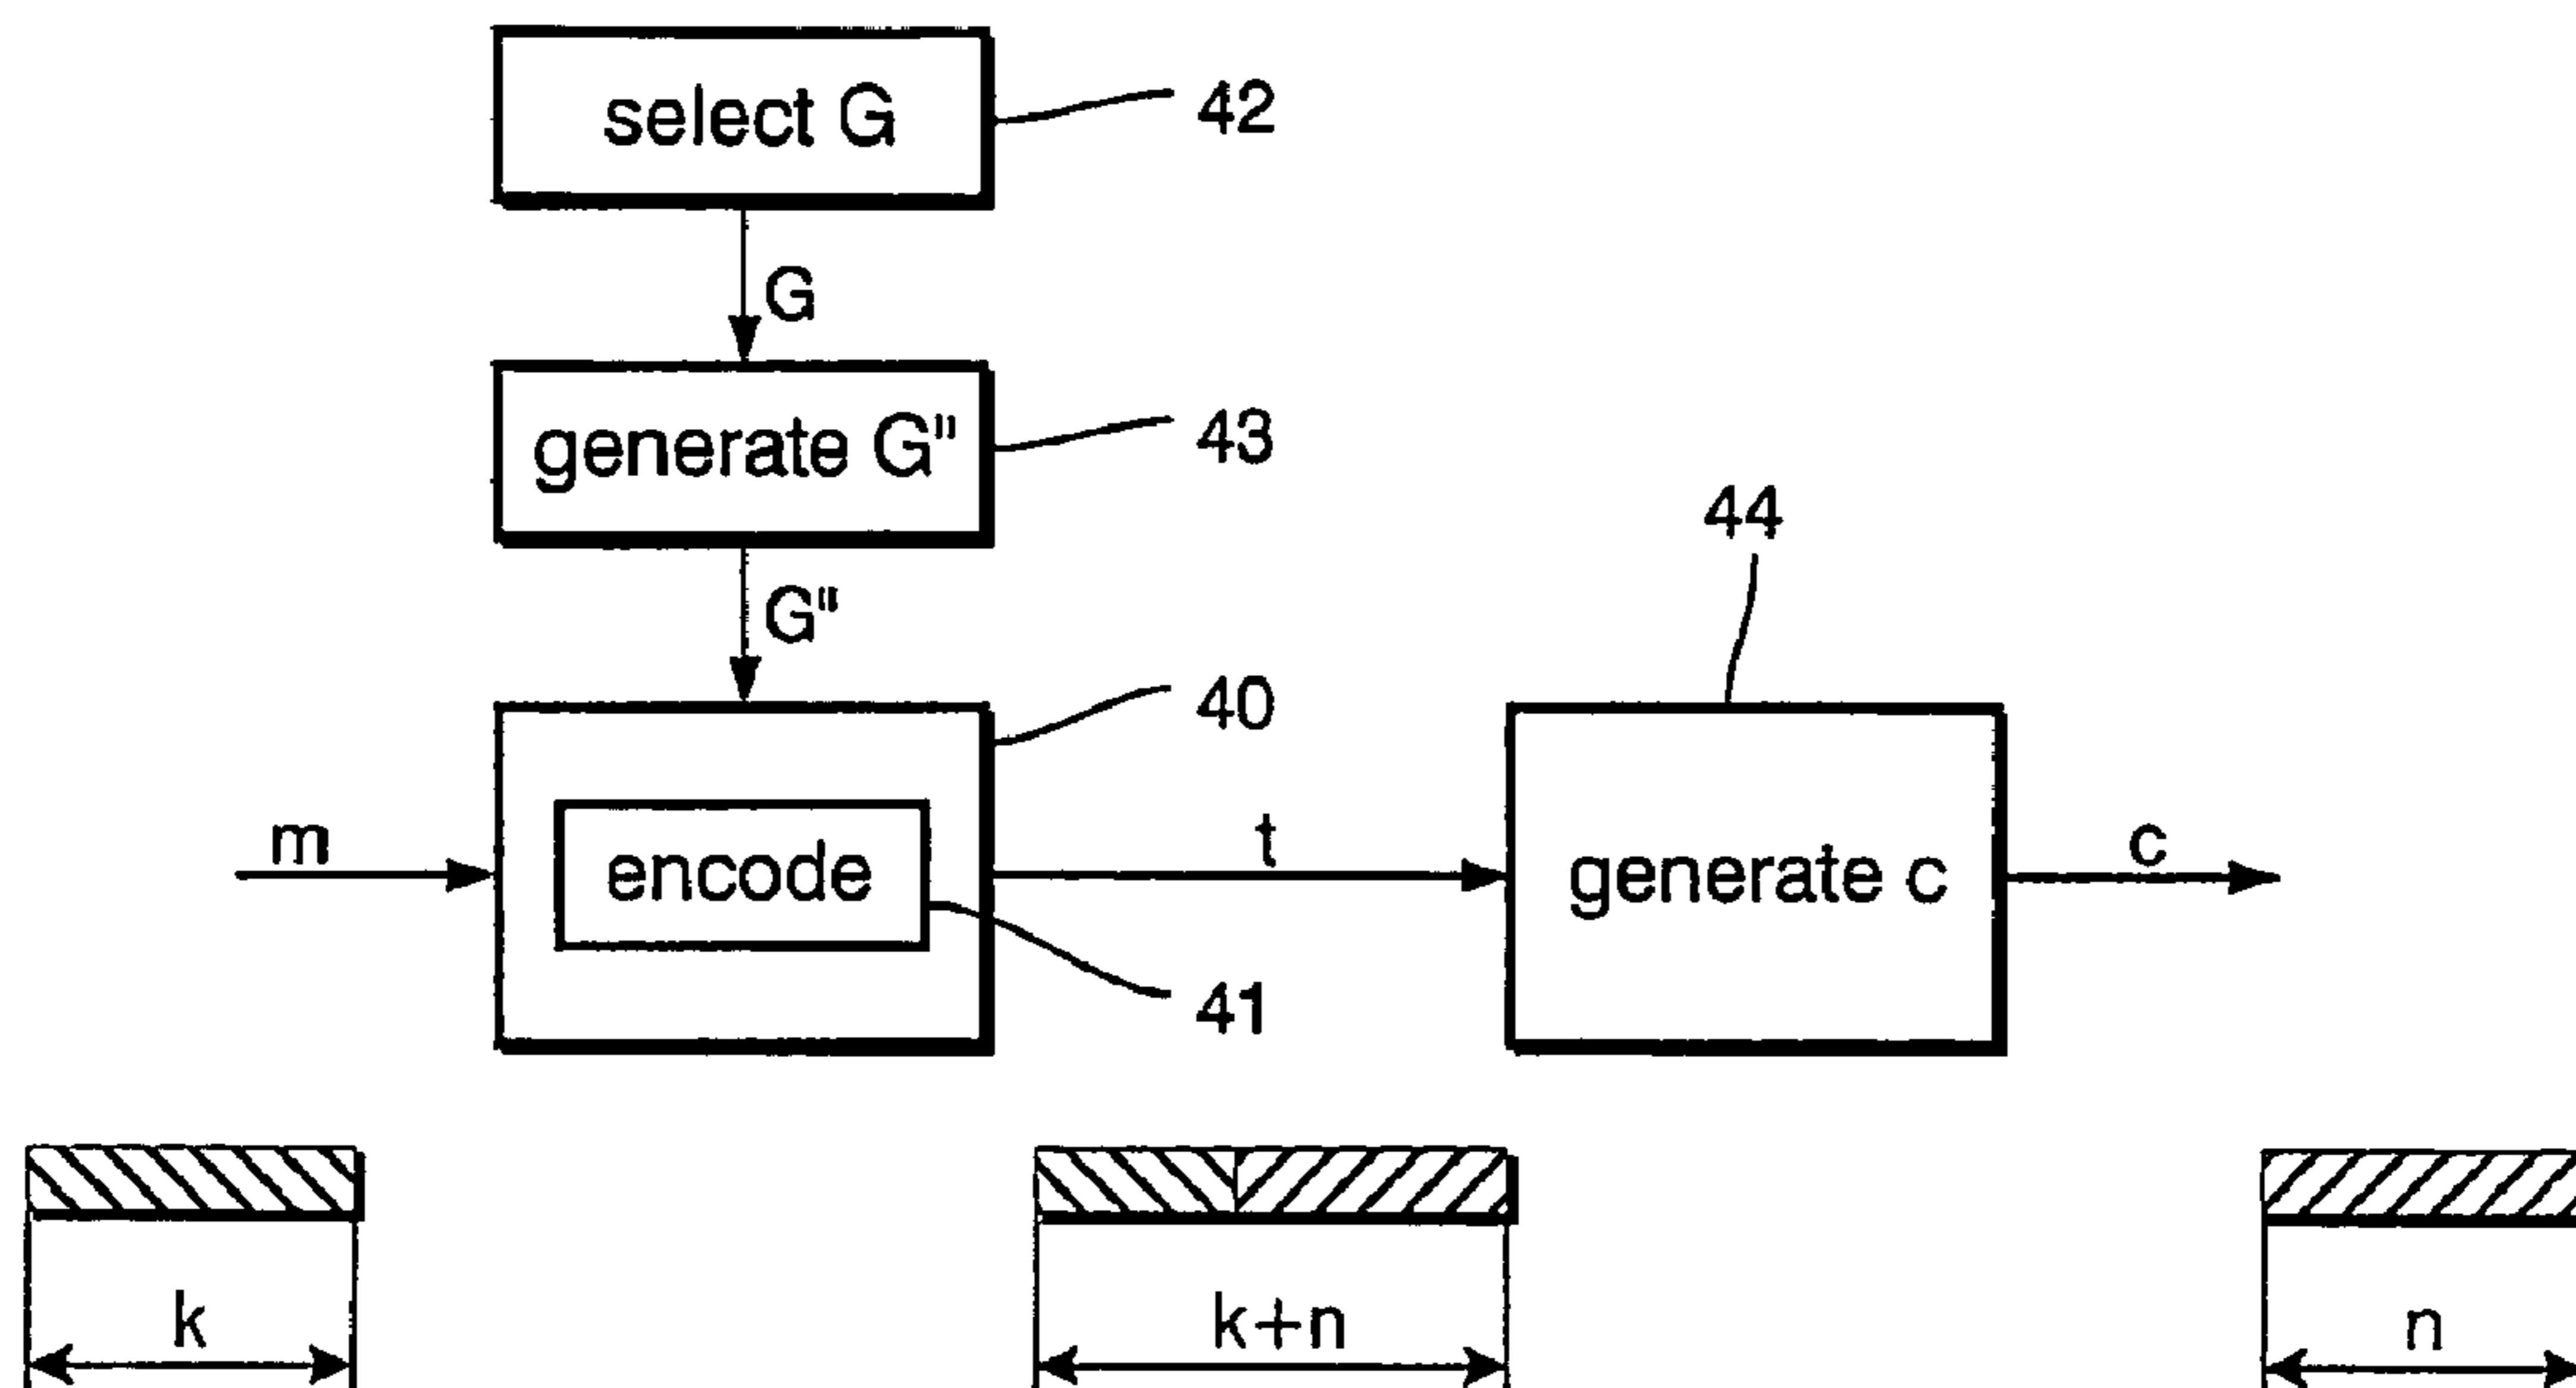 select G
42
G
generate G"
43
G"
44
40
m
encode
t
generate c
c
41
k
k+n
n